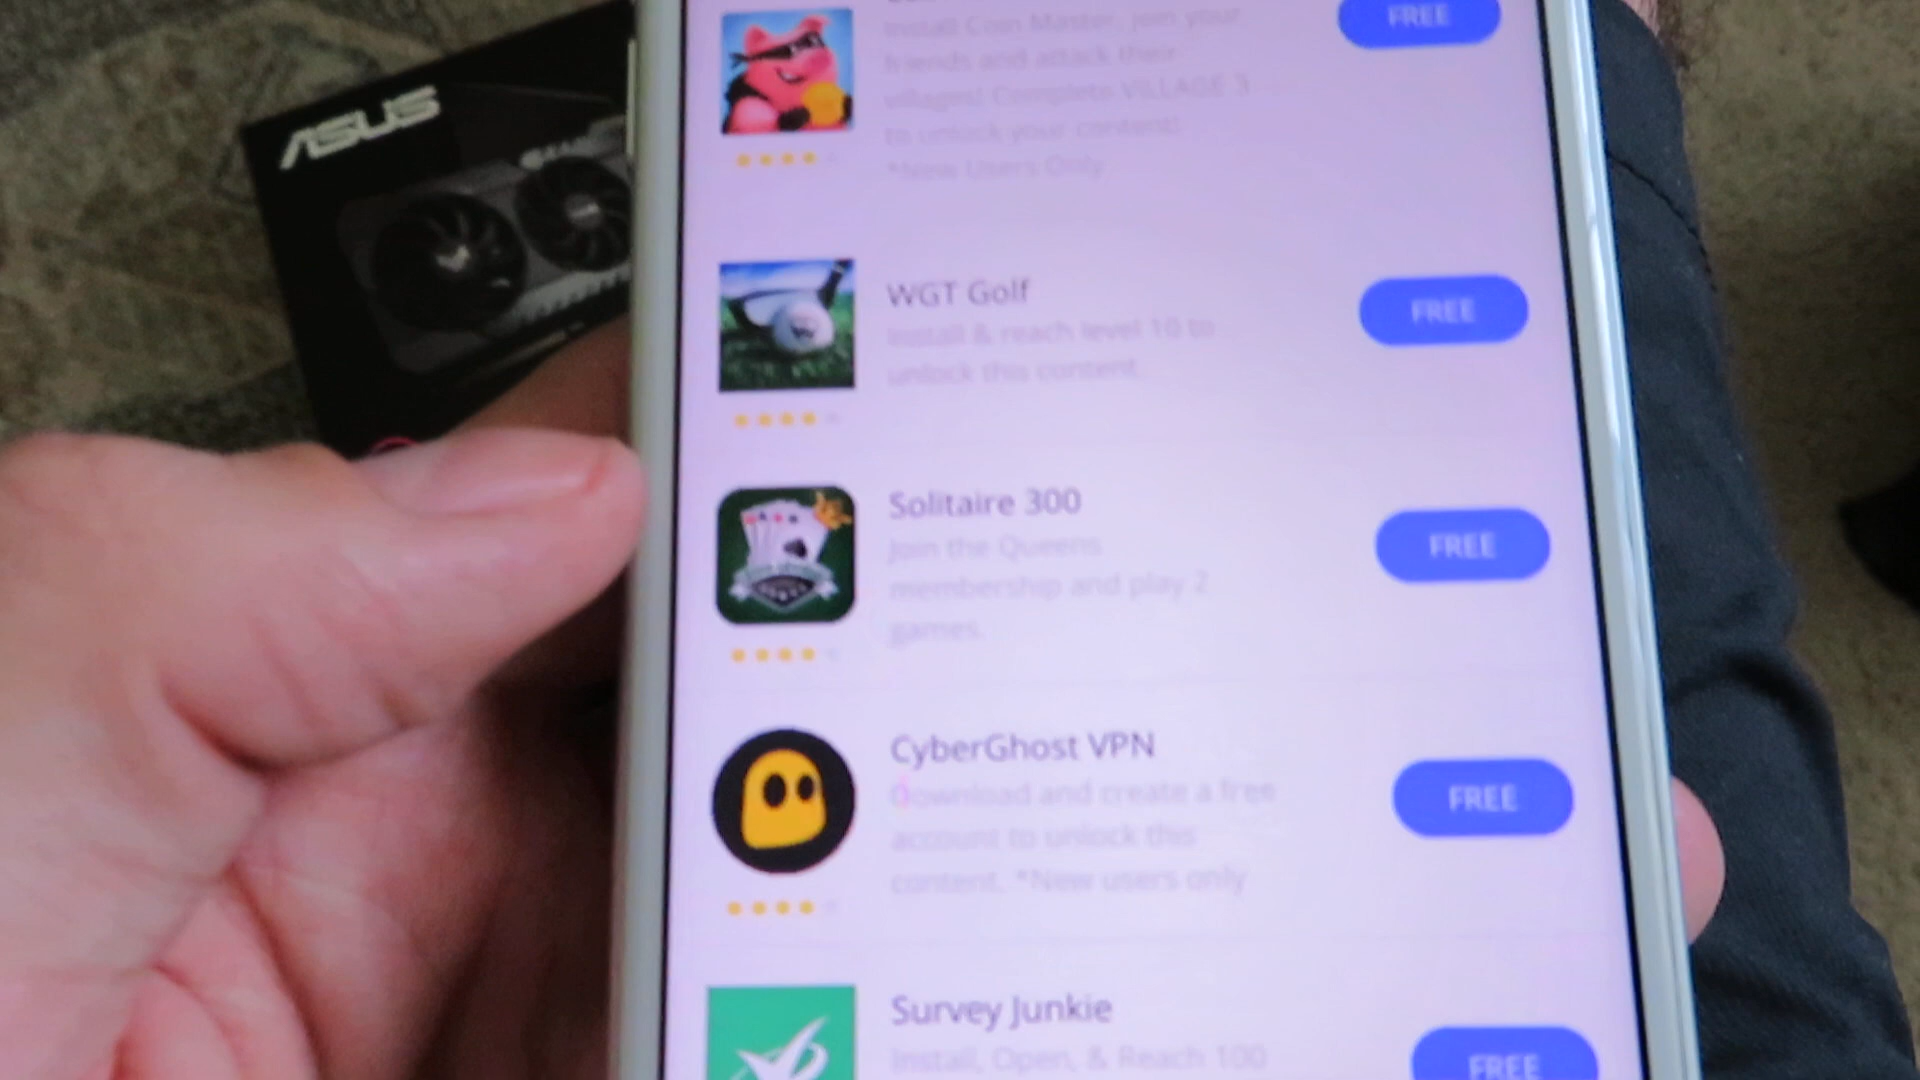 ASUS
Install Coin Master, join your
friends and attack their
villages! Complete VILLAGE 3
to unlock your content!
*New Users Only
FREE
WGT Golf
Install & reach level 10 to
unlock this content.
FREE
Solitaire 300
Join the Queens
membership and play 2
games.
FREE
CyberGhost VPN
Download and create a free
account to unlock this
content. *New users only
FREE
Survey Junkie
Install, Open, & Reach 100
FREE